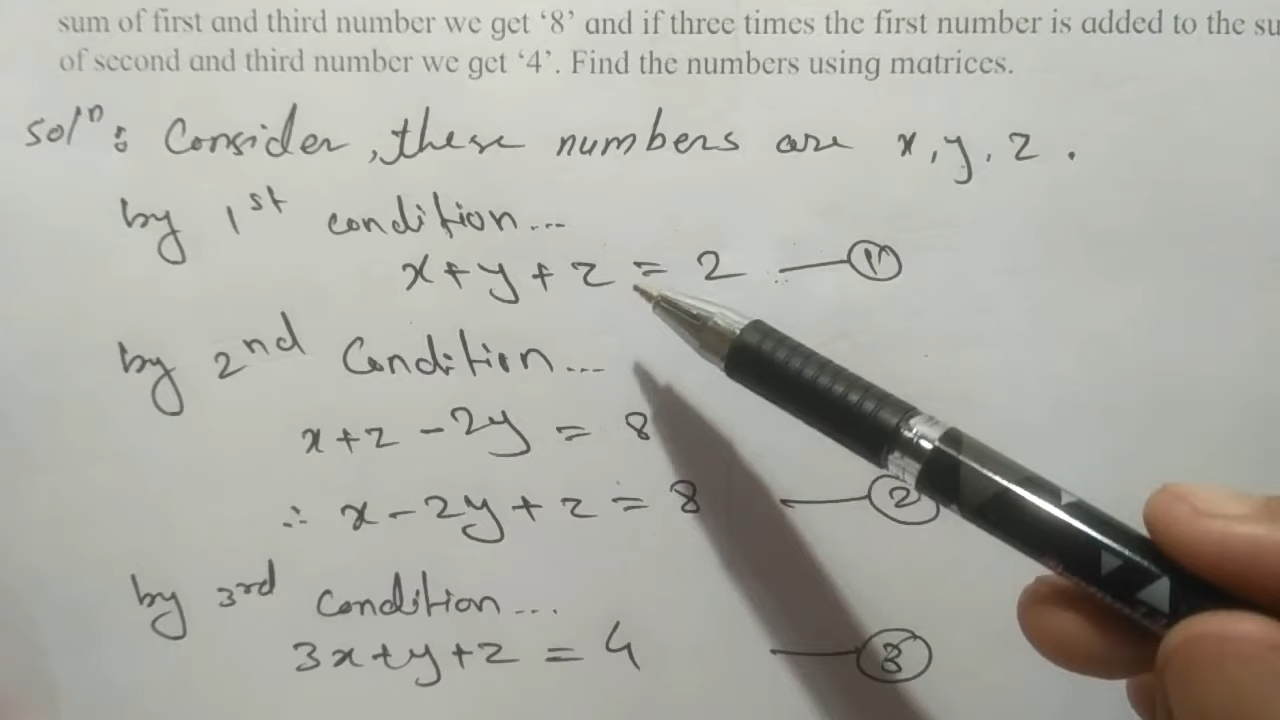 sum of first and third number we get ‘8’ and if three times the first number is added to the su
of second and third number we get ‘4’. Find the numbers using matrices.
Solⁿ: Consider, these numbers are x, y, z.
by 1st condition...
x + y + z = 2 — (1)
by 2nd condition...
x + z - 2y = 8
∴ x - 2y + z = 8 — (2)
by 3rd condition...
3x + y + z = 4 — (3)